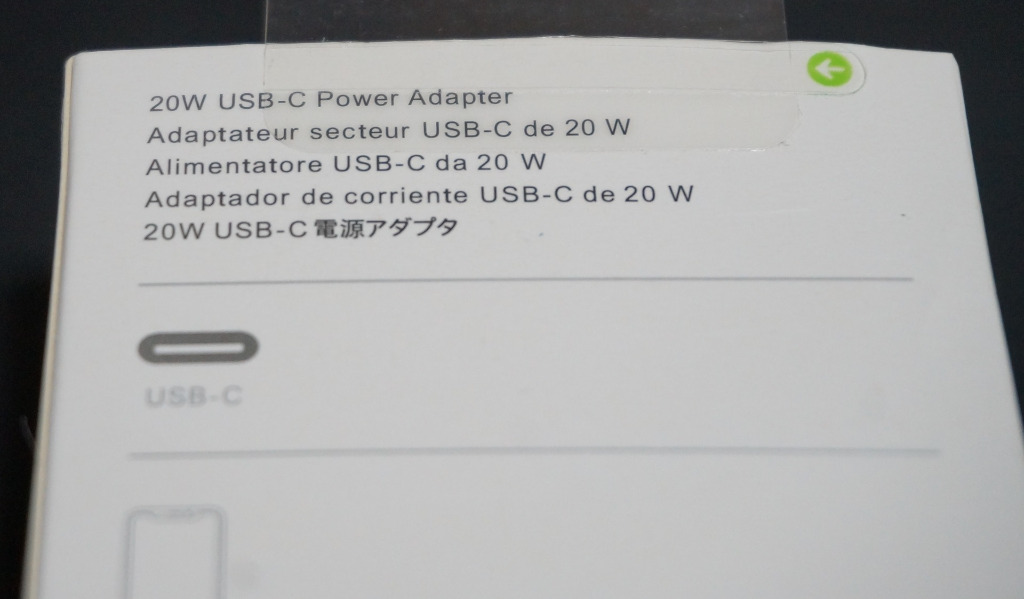 20W USB-C Power Adapter
Adaptateur secteur USB-C de 20 W
Alimentatore USB-C da 20 W
Adaptador de corriente USB-C de 20 W
20W USB-C 電源アダプタ
USB-C